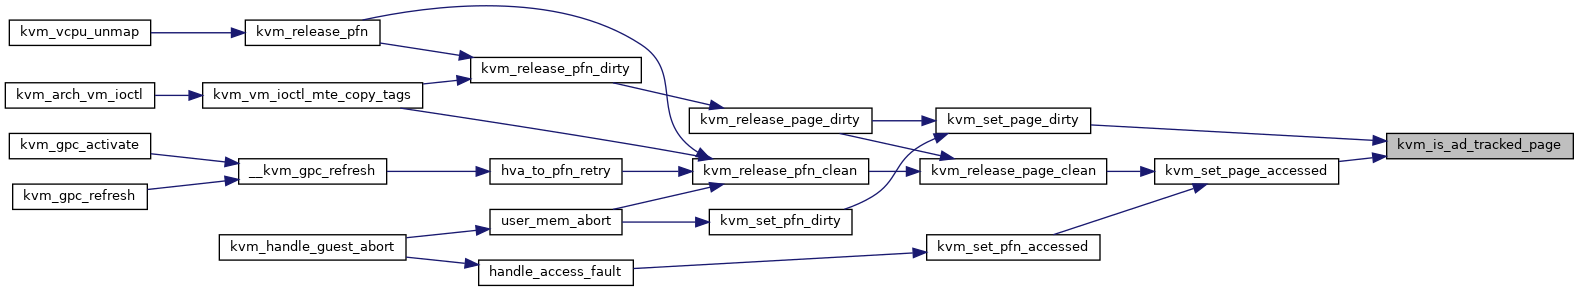 kvm_vcpu_unmap
kvm_release_pfn
kvm_release_pfn_dirty
kvm_arch_vm_ioctl
kvm_vm_ioctl_mte_copy_tags
kvm_release_page_dirty
kvm_set_page_dirty
kvm_is_ad_tracked_page
kvm_gpc_activate
__kvm_gpc_refresh
hva_to_pfn_retry
kvm_release_pfn_clean
kvm_release_page_clean
kvm_set_page_accessed
kvm_gpc_refresh
user_mem_abort
kvm_set_pfn_dirty
kvm_handle_guest_abort
kvm_set_pfn_accessed
handle_access_fault